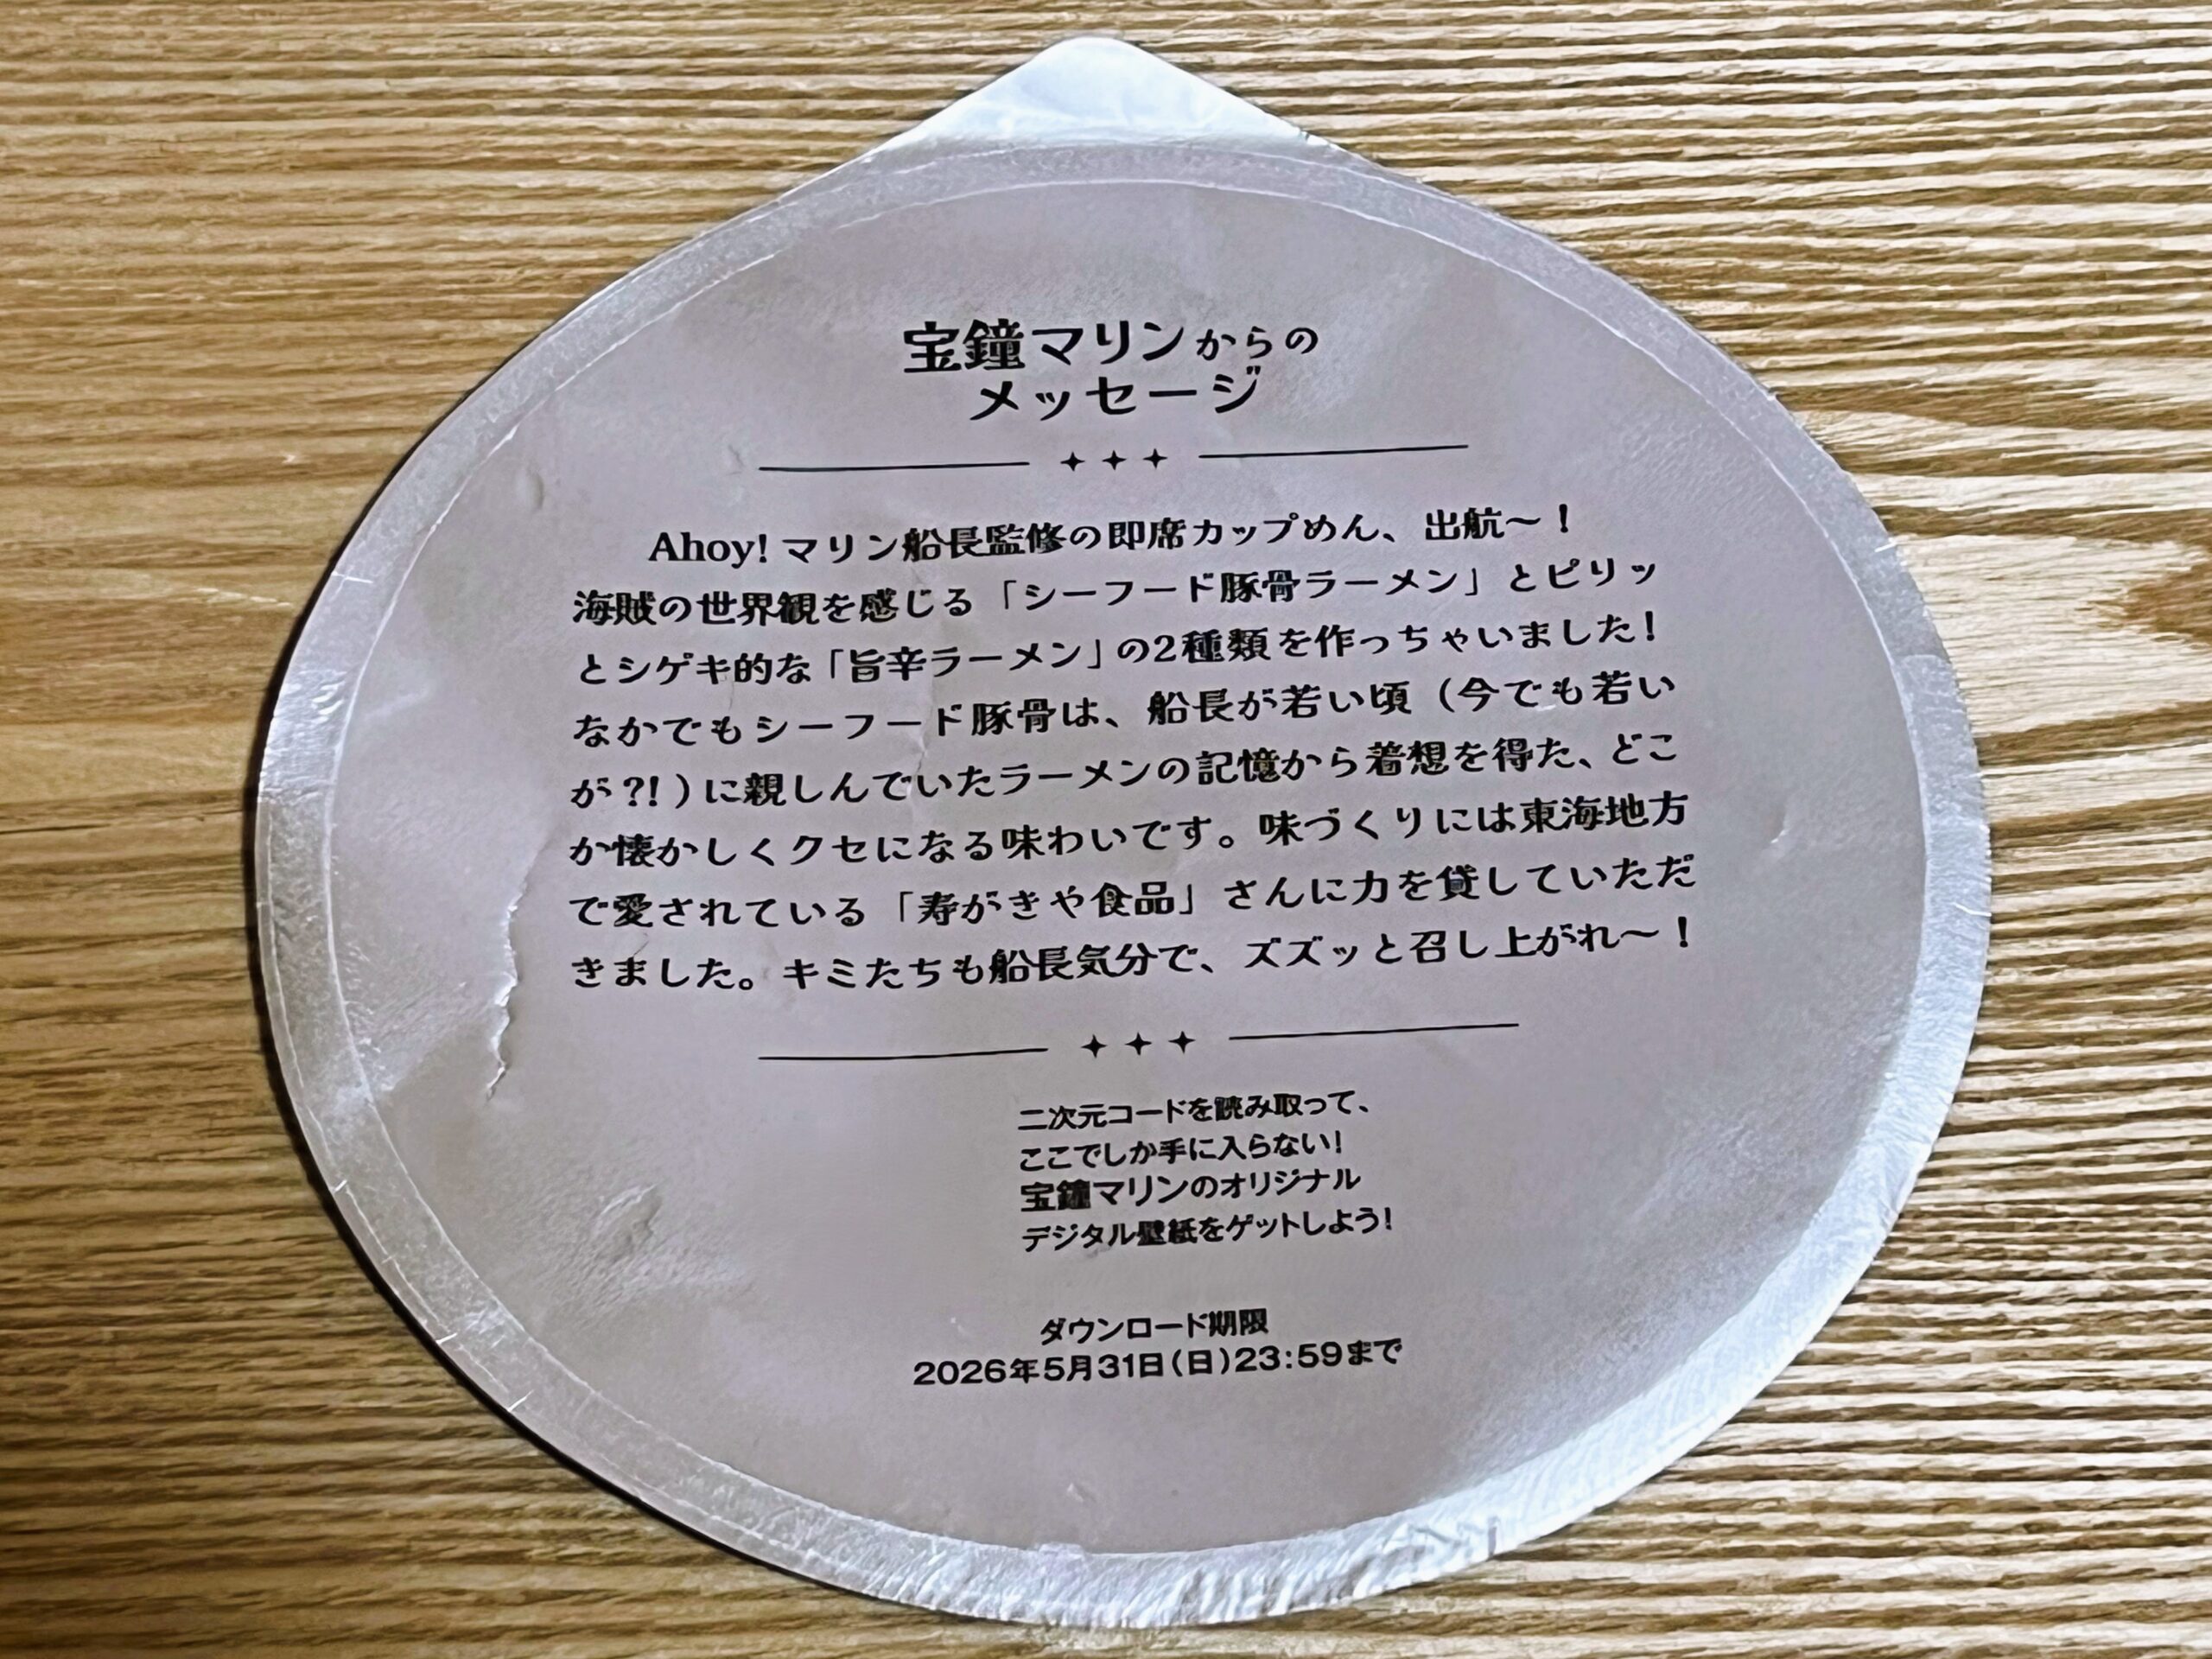 宝鐘マリンからの
メッセージ
Ahoy! マリン船長監修の即席カップめん、出航〜！
海賊の世界観を感じる「シーフード豚骨ラーメン」とピリッ
とシゲキ的な「旨辛ラーメン」の2種類を作っちゃいました！
なかでもシーフード豚骨は、船長が若い頃（今でも若い
が?!）に親しんでいたラーメンの記憶から着想を得た、どこ
か懐かしくクセになる味わいです。味づくりには東海地方
で愛されている「寿がきや食品」さんに力を貸していただ
きました。キミたちも船長気分で、ズズッと召し上がれ〜！
二次元コードを読み取って、
ここでしか手に入らない！
宝鐘マリンのオリジナル
デジタル壁紙をゲットしよう！
ダウンロード期限
2026年5月31日(日)23:59まで